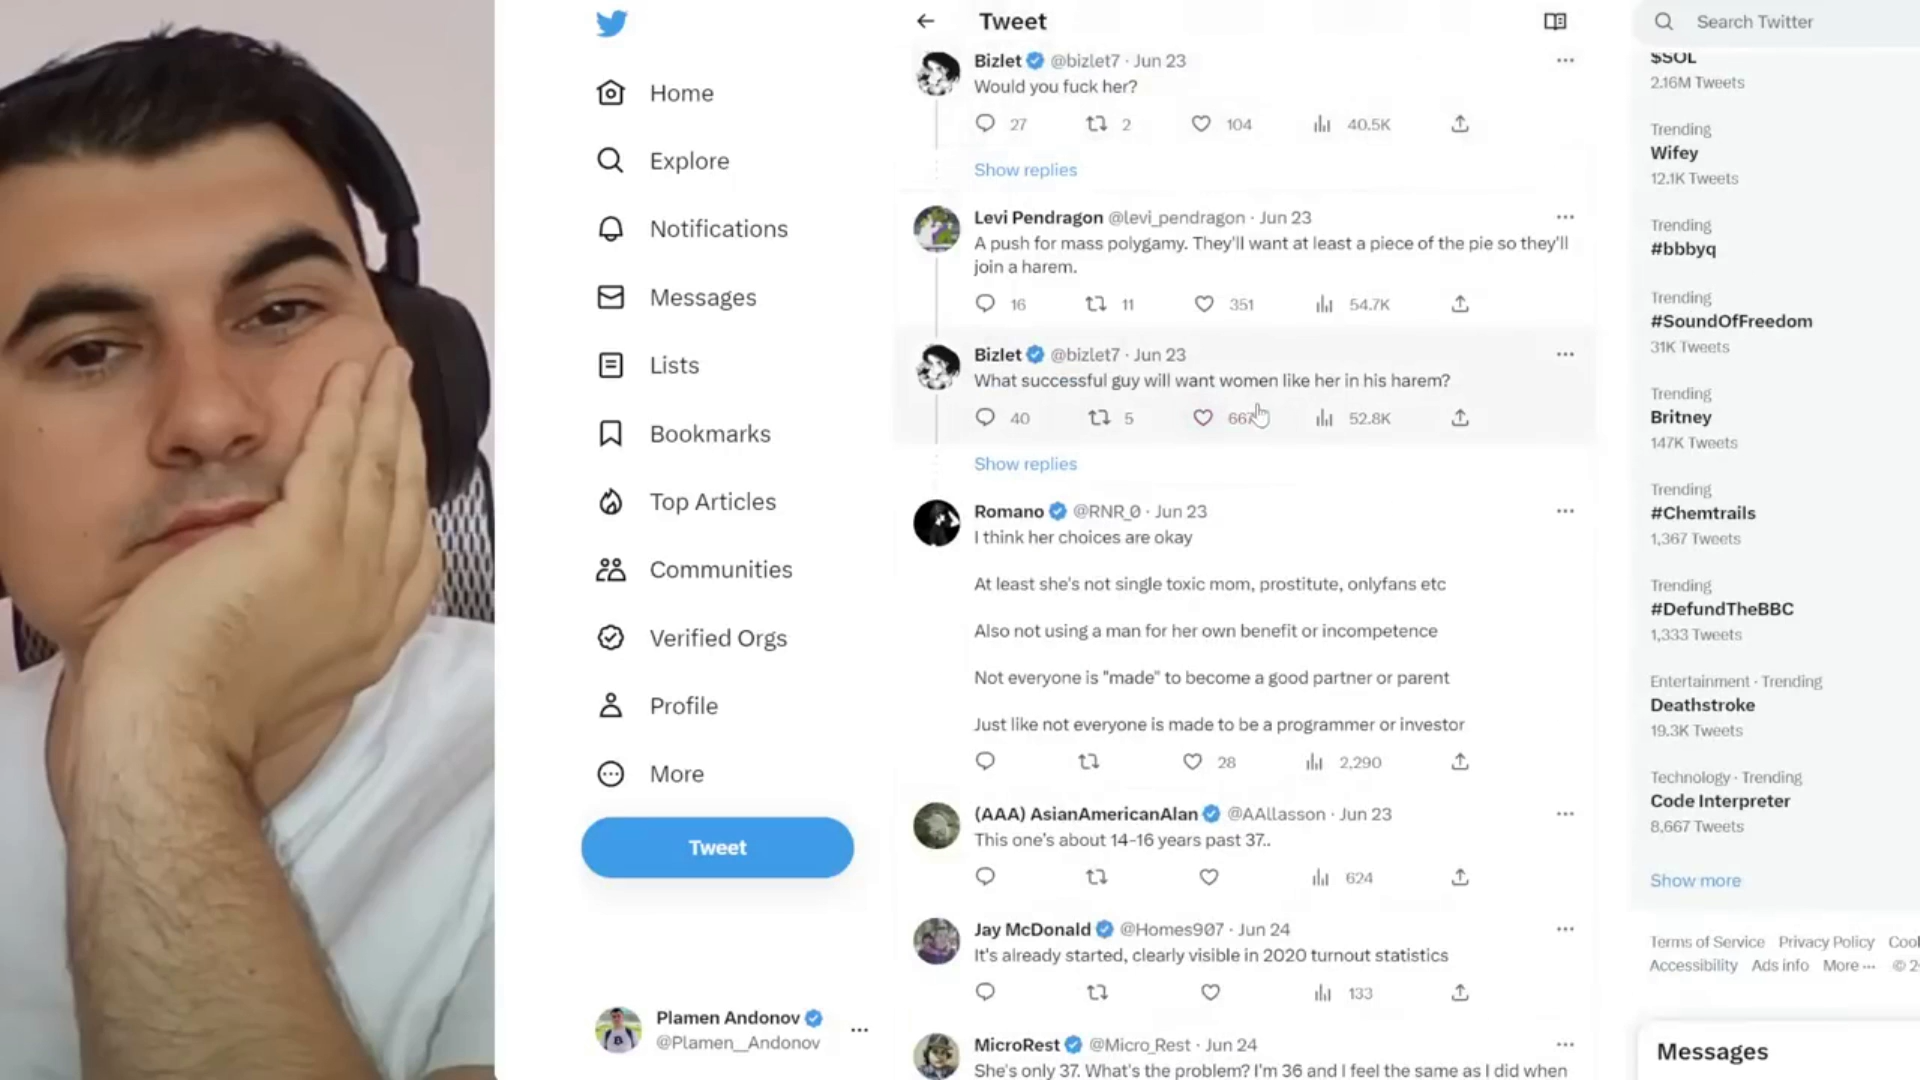 Tweet
Search Twitter
Home
Explore
Notifications
Messages
Lists
Bookmarks
Top Articles
Communities
Verified Orgs
Profile
More
Tweet
Plamen Andonov
@Plamen__Andonov
Bizlet @bizlet7 · Jun 23
Would you fuck her?
27 2 104 40.5K
Show replies
Levi Pendragon @levi_pendragon · Jun 23
A push for mass polygamy. They'll want at least a piece of the pie so they'll
join a harem.
16 11 351 54.7K
Bizlet @bizlet7 · Jun 23
What successful guy will want women like her in his harem?
40 5 667 52.8K
Show replies
Romano @RNR_0 · Jun 23
I think her choices are okay
At least she's not single toxic mom, prostitute, onlyfans etc
Also not using a man for her own benefit or incompetence
Not everyone is "made" to become a good partner or parent
Just like not everyone is made to be a programmer or investor
28 2,290
(AAA) AsianAmericanAlan @AAllasson · Jun 23
This one's about 14-16 years past 37..
624
Jay McDonald @Homes907 · Jun 24
It's already started, clearly visible in 2020 turnout statistics
133
MicroRest @Micro_Rest · Jun 24
She's only 37. What's the problem? I'm 36 and I feel the same as I did when
$SOL
2.16M Tweets
Trending
Wifey
12.1K Tweets
Trending
#bbbyq
Trending
#SoundOfFreedom
31K Tweets
Trending
Britney
147K Tweets
Trending
#Chemtrails
1,367 Tweets
Trending
#DefundTheBBC
1,333 Tweets
Entertainment · Trending
Deathstroke
19.3K Tweets
Technology · Trending
Code Interpreter
8,667 Tweets
Show more
Terms of Service Privacy Policy
Accessibility Ads info More ··· ©
Messages